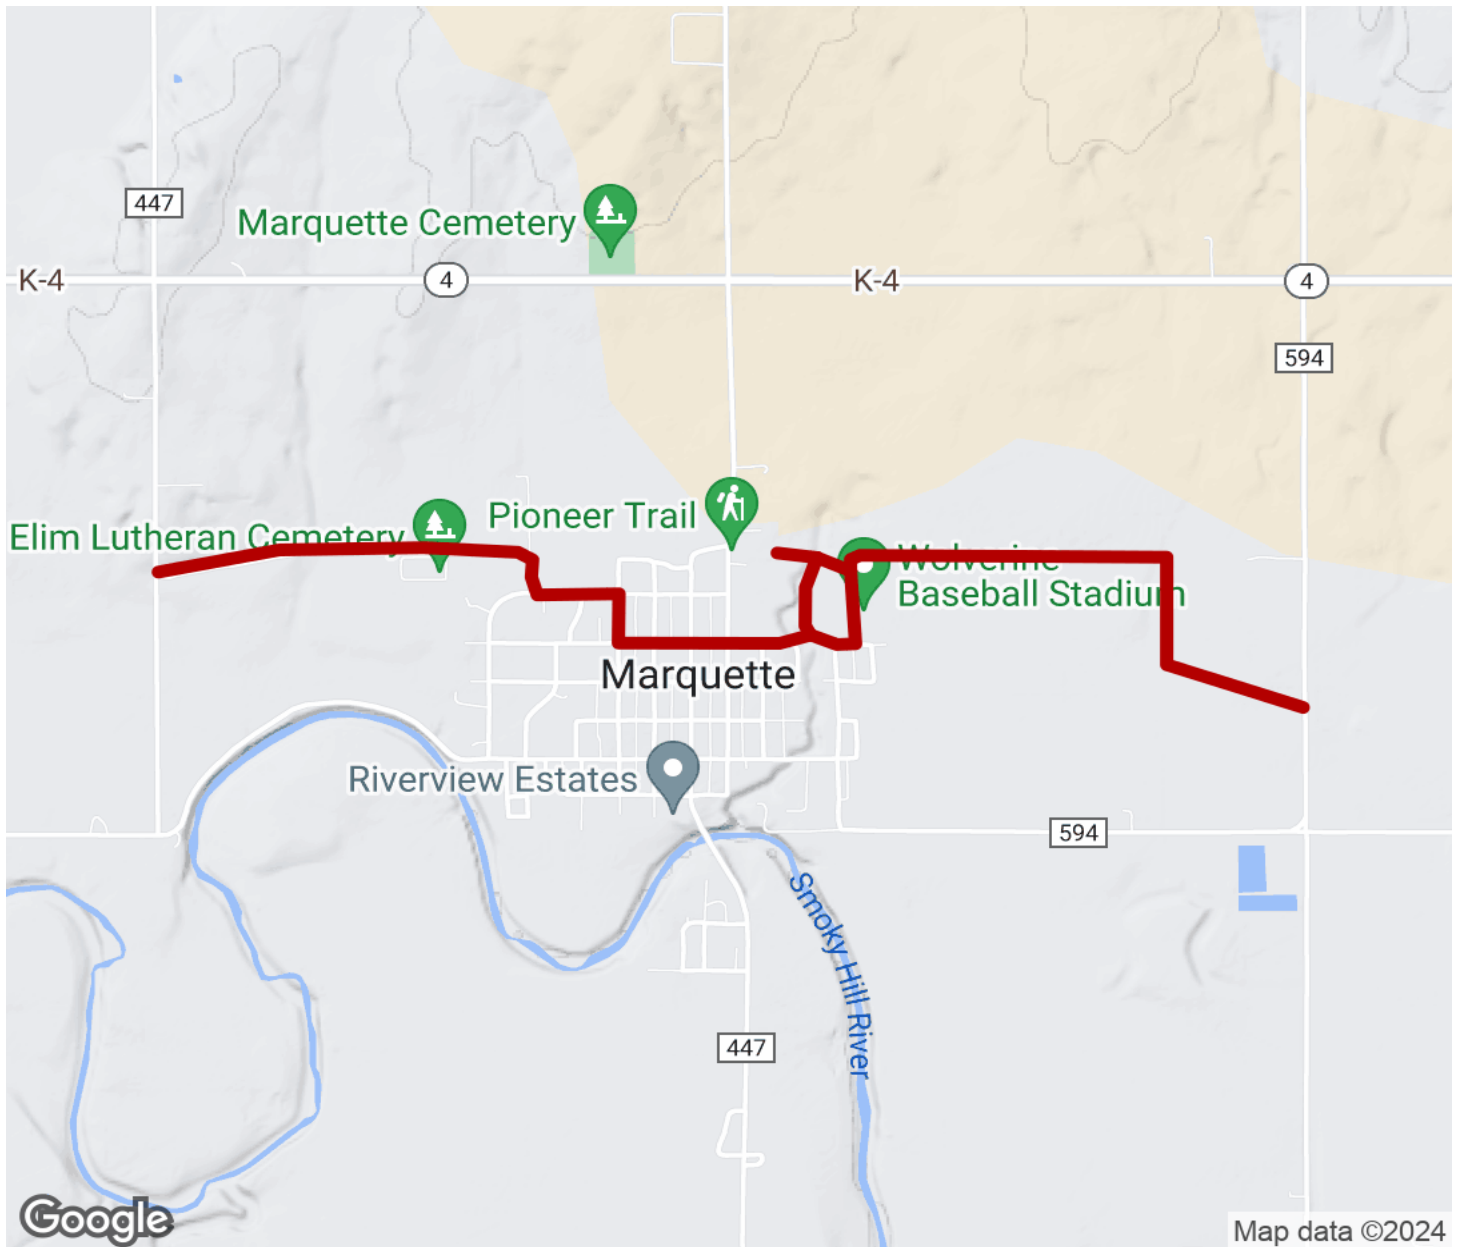 447
Marquette Cemetery
K-4
4
K-4
4
594
Pioneer Trail
Elim Lutheran Cemetery
Wolverine
Baseball Stadium
Marquette
Riverview Estates
594
Smoky Hill River
447
Google
Map data ©2024